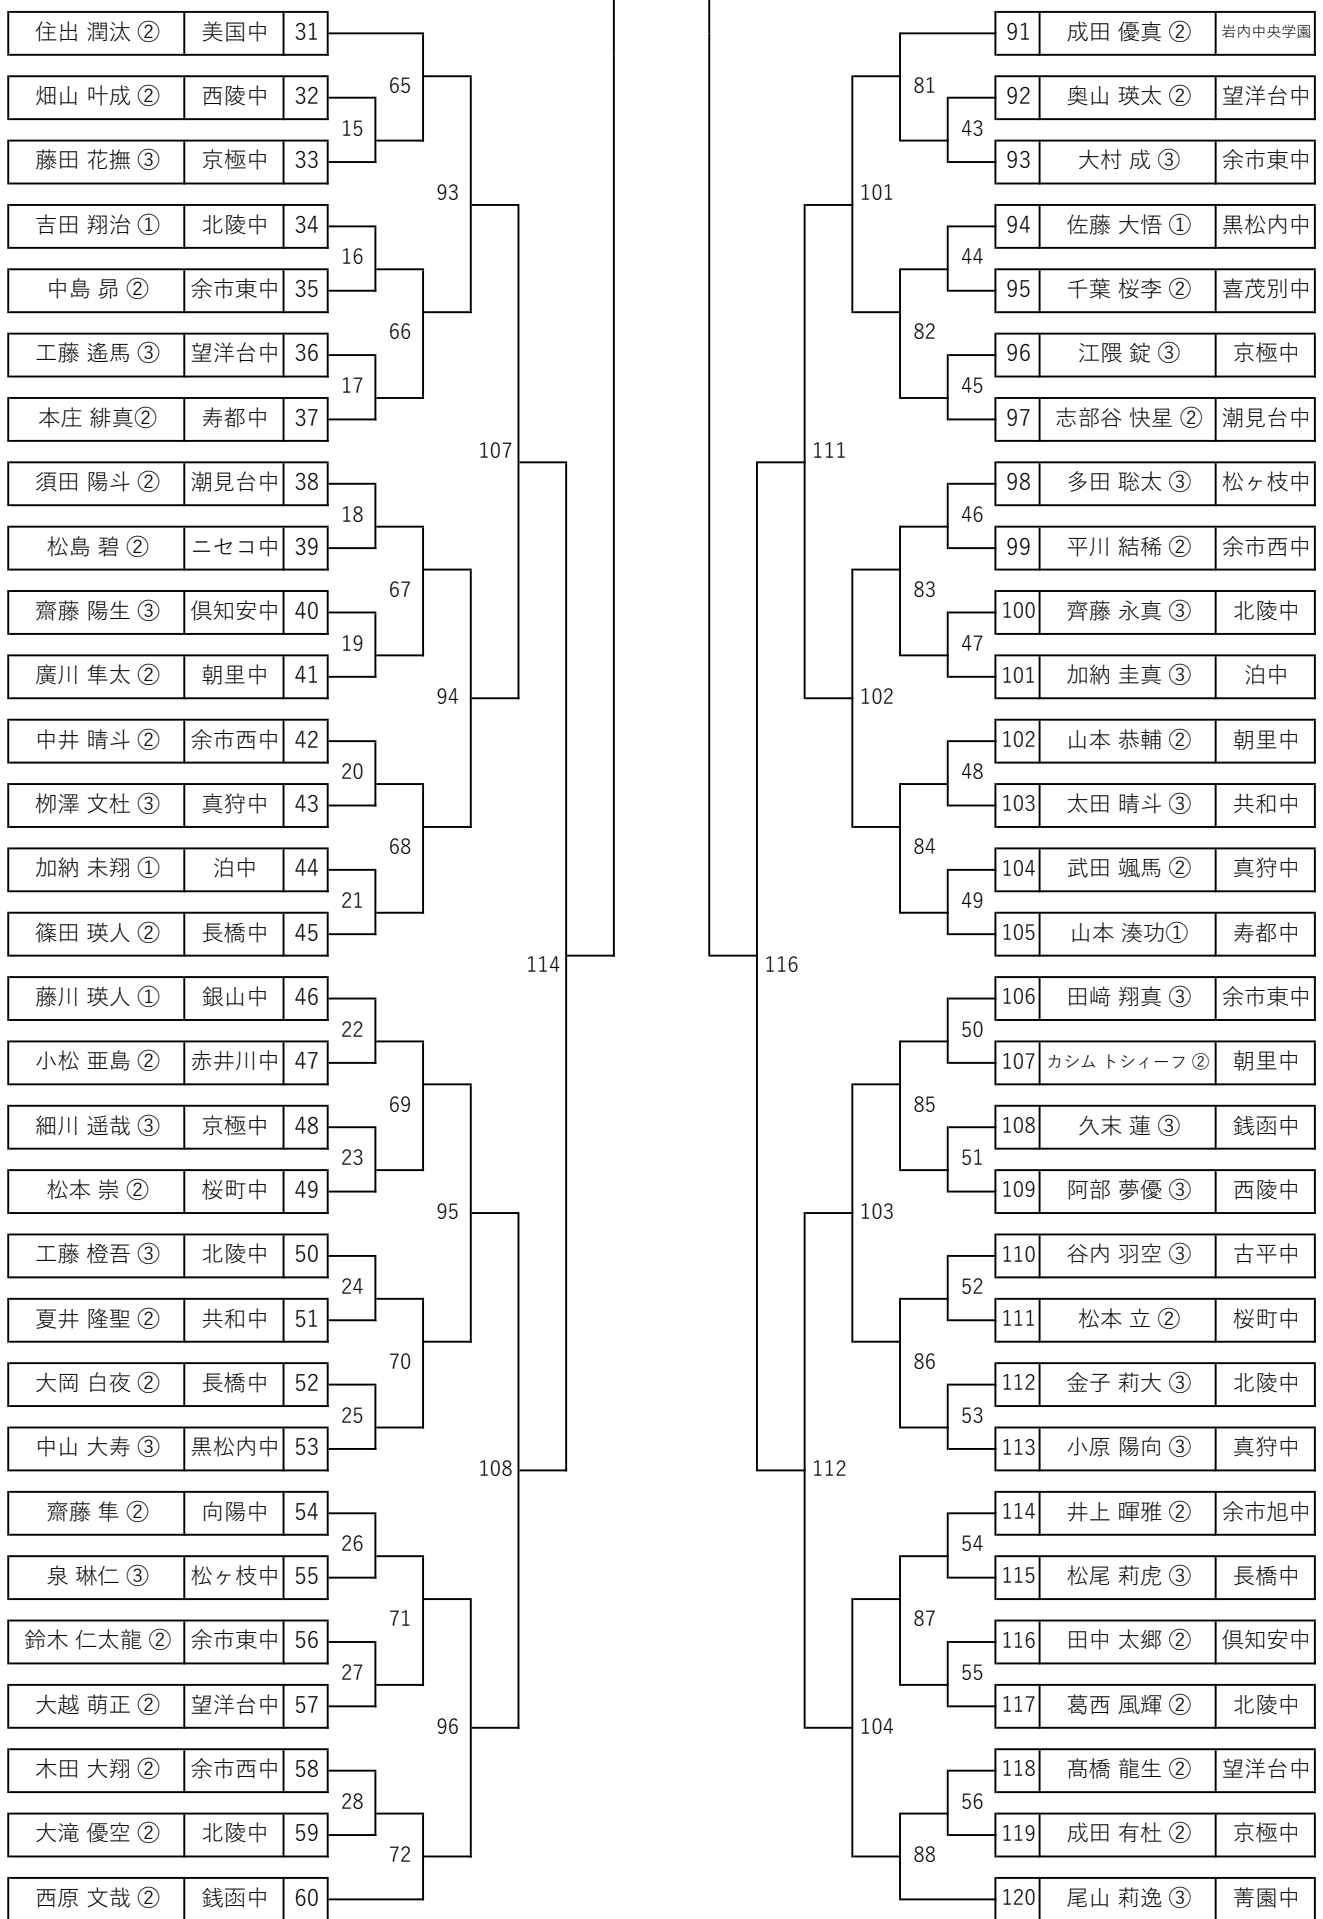 住出 潤汰 ② 美国中 31
畑山 叶成 ② 西陵中 32
藤田 花撫 ③ 京極中 33
吉田 翔治 ① 北陵中 34
中島 昴 ② 余市東中 35
工藤 遙馬 ③ 望洋台中 36
本庄 緋真② 寿都中 37
須田 陽斗 ② 潮見台中 38
松島 碧 ② ニセコ中 39
齋藤 陽生 ③ 倶知安中 40
廣川 隼太 ② 朝里中 41
中井 晴斗 ② 余市西中 42
栁澤 文杜 ③ 真狩中 43
加納 未翔 ① 泊中 44
篠田 瑛人 ② 長橋中 45
藤川 瑛人 ① 銀山中 46
小松 亜島 ② 赤井川中 47
細川 遥哉 ③ 京極中 48
松本 崇 ② 桜町中 49
工藤 橙吾 ③ 北陵中 50
夏井 隆聖 ② 共和中 51
大岡 白夜 ② 長橋中 52
中山 大寿 ③ 黒松内中 53
齋藤 隼 ② 向陽中 54
泉 琳仁 ③ 松ヶ枝中 55
鈴木 仁太龍 ② 余市東中 56
大越 萌正 ② 望洋台中 57
木田 大翔 ② 余市西中 58
大滝 優空 ② 北陵中 59
西原 文哉 ② 銭函中 60
15
16
17
18
19
20
21
22
23
24
25
26
27
28
65
66
67
68
69
70
71
72
93
94
95
96
107
108
114
116
111
112
101
102
103
104
81
82
83
84
85
86
87
88
43
44
45
46
47
48
49
50
51
52
53
54
55
56
91 成田 優真 ② 岩内中央学園
92 奥山 瑛太 ② 望洋台中
93 大村 成 ③ 余市東中
94 佐藤 大悟 ① 黒松内中
95 千葉 桜李 ② 喜茂別中
96 江隈 錠 ③ 京極中
97 志部谷 快星 ② 潮見台中
98 多田 聡太 ③ 松ヶ枝中
99 平川 結稀 ② 余市西中
100 齊藤 永真 ③ 北陵中
101 加納 圭真 ③ 泊中
102 山本 恭輔 ② 朝里中
103 太田 晴斗 ③ 共和中
104 武田 颯馬 ② 真狩中
105 山本 湊功① 寿都中
106 田﨑 翔真 ③ 余市東中
107 カシム トシィーフ ② 朝里中
108 久末 蓮 ③ 銭函中
109 阿部 夢優 ③ 西陵中
110 谷内 羽空 ③ 古平中
111 松本 立 ② 桜町中
112 金子 莉大 ③ 北陵中
113 小原 陽向 ③ 真狩中
114 井上 暉雅 ② 余市旭中
115 松尾 莉虎 ③ 長橋中
116 田中 太郷 ② 倶知安中
117 葛西 風輝 ② 北陵中
118 髙橋 龍生 ② 望洋台中
119 成田 有杜 ② 京極中
120 尾山 莉逸 ③ 菁園中